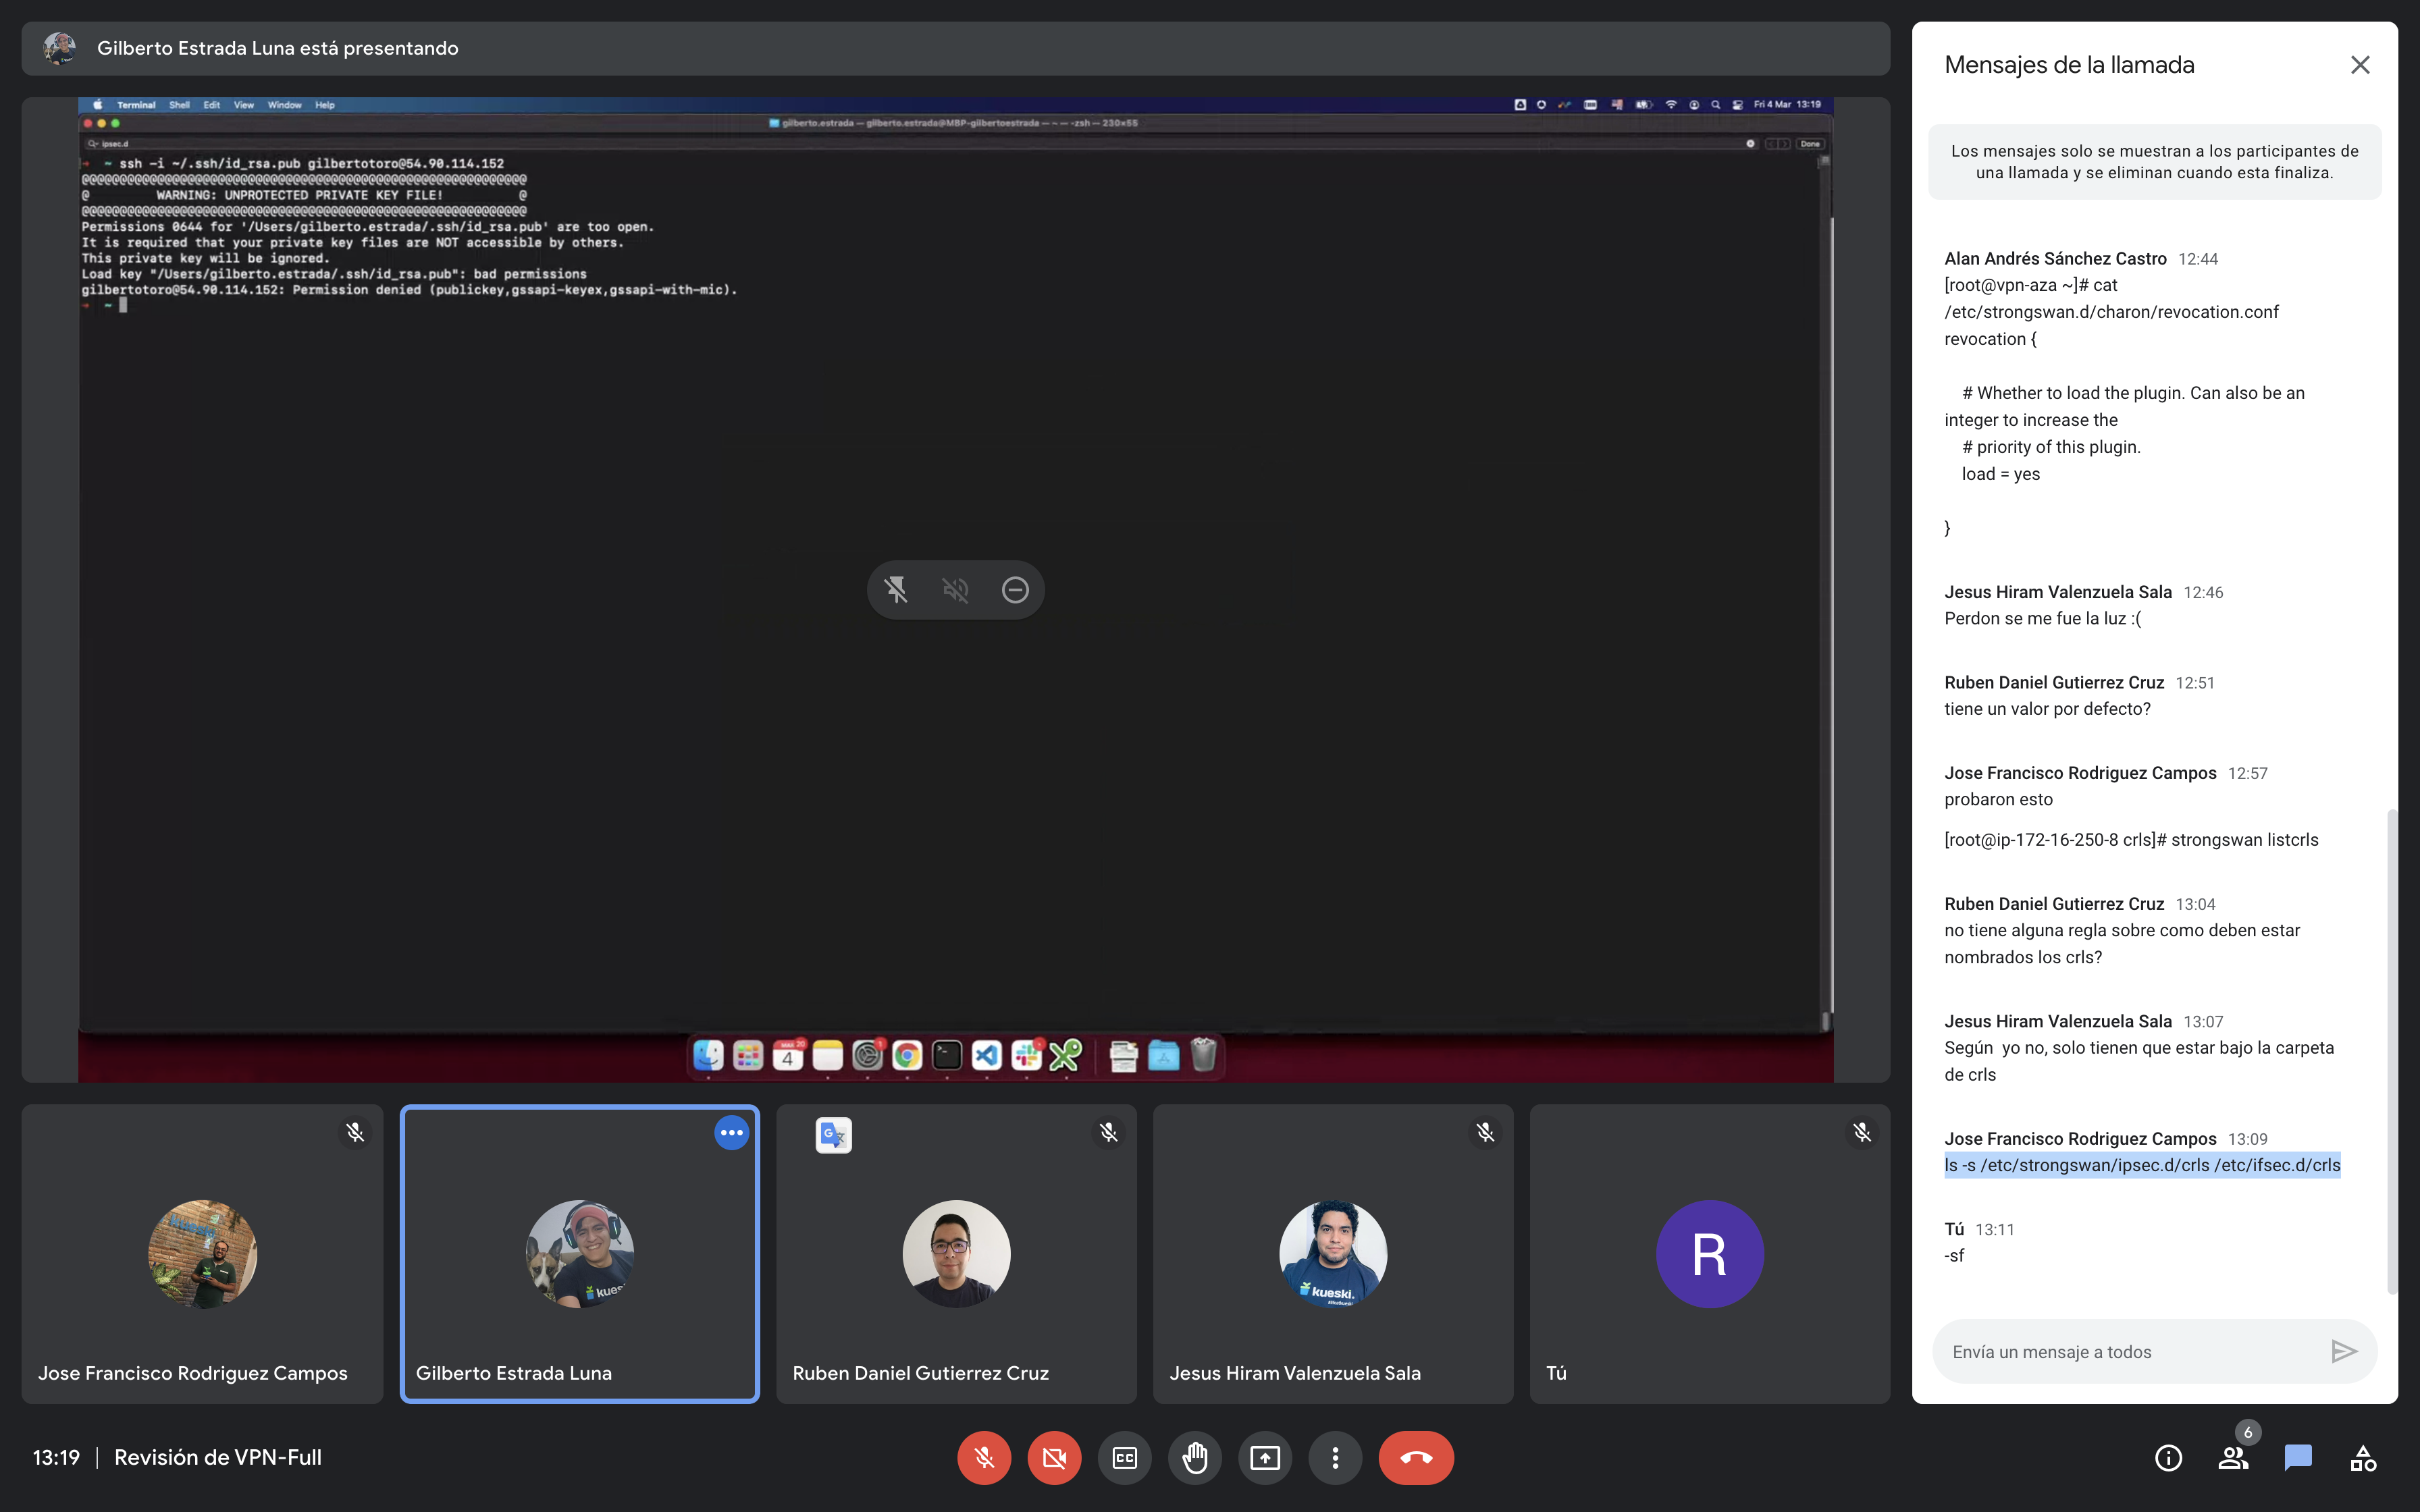 Gilberto Estrada Luna está presentando
Terminal Shell Edit View Window Help
Fri 4 Mar 13:19
gilberto.estrada — gilberto.estrada@MBP-gilbertoestrada — ~ — -zsh — 230×55
ipsec.d
Done
~ ssh -i ~/.ssh/id_rsa.pub gilbertotoro@54.90.114.152
@@@@@@@@@@@@@@@@@@@@@@@@@@@@@@@@@@@@@@@@@@@@@@@@@@@@@@@@@@@
@ WARNING: UNPROTECTED PRIVATE KEY FILE! @
@@@@@@@@@@@@@@@@@@@@@@@@@@@@@@@@@@@@@@@@@@@@@@@@@@@@@@@@@@@
Permissions 0644 for '/Users/gilberto.estrada/.ssh/id_rsa.pub' are too open.
It is required that your private key files are NOT accessible by others.
This private key will be ignored.
Load key "/Users/gilberto.estrada/.ssh/id_rsa.pub": bad permissions
gilbertotoro@54.90.114.152: Permission denied (publickey,gssapi-keyex,gssapi-with-mic).
~
4
Jose Francisco Rodriguez Campos
Gilberto Estrada Luna
Ruben Daniel Gutierrez Cruz
kueski.
Jesus Hiram Valenzuela Sala
R
Tú
13:19 | Revisión de VPN-Full
6
Mensajes de la llamada
Los mensajes solo se muestran a los participantes de
una llamada y se eliminan cuando esta finaliza.
Alan Andrés Sánchez Castro 12:44
[root@vpn-aza ~]# cat
/etc/strongswan.d/charon/revocation.conf
revocation {
# Whether to load the plugin. Can also be an
integer to increase the
# priority of this plugin.
load = yes
}
Jesus Hiram Valenzuela Sala 12:46
Perdon se me fue la luz :(
Ruben Daniel Gutierrez Cruz 12:51
tiene un valor por defecto?
Jose Francisco Rodriguez Campos 12:57
probaron esto
[root@ip-172-16-250-8 crls]# strongswan listcrls
Ruben Daniel Gutierrez Cruz 13:04
no tiene alguna regla sobre como deben estar
nombrados los crls?
Jesus Hiram Valenzuela Sala 13:07
Según yo no, solo tienen que estar bajo la carpeta
de crls
Jose Francisco Rodriguez Campos 13:09
ls -s /etc/strongswan/ipsec.d/crls /etc/ifsec.d/crls
Tú 13:11
-sf
Envía un mensaje a todos